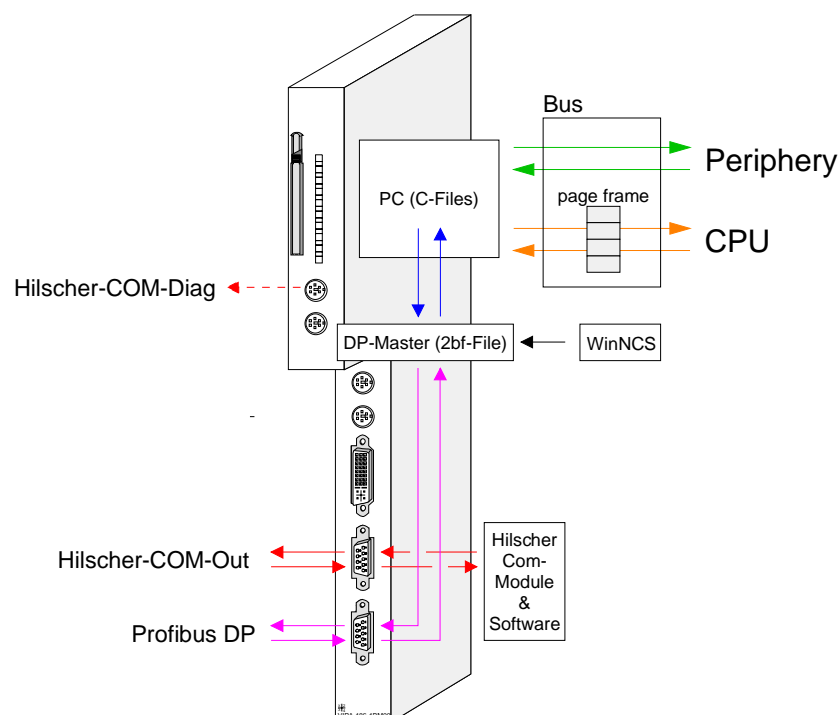 Bus
Periphery
PC (C-Files)
page frame
CPU
Hilscher-COM-Diag
DP-Master (2bf-File)
WinNCS
Hilscher-COM-Out
Hilscher
Com-
Module
&
Software
Profibus DP